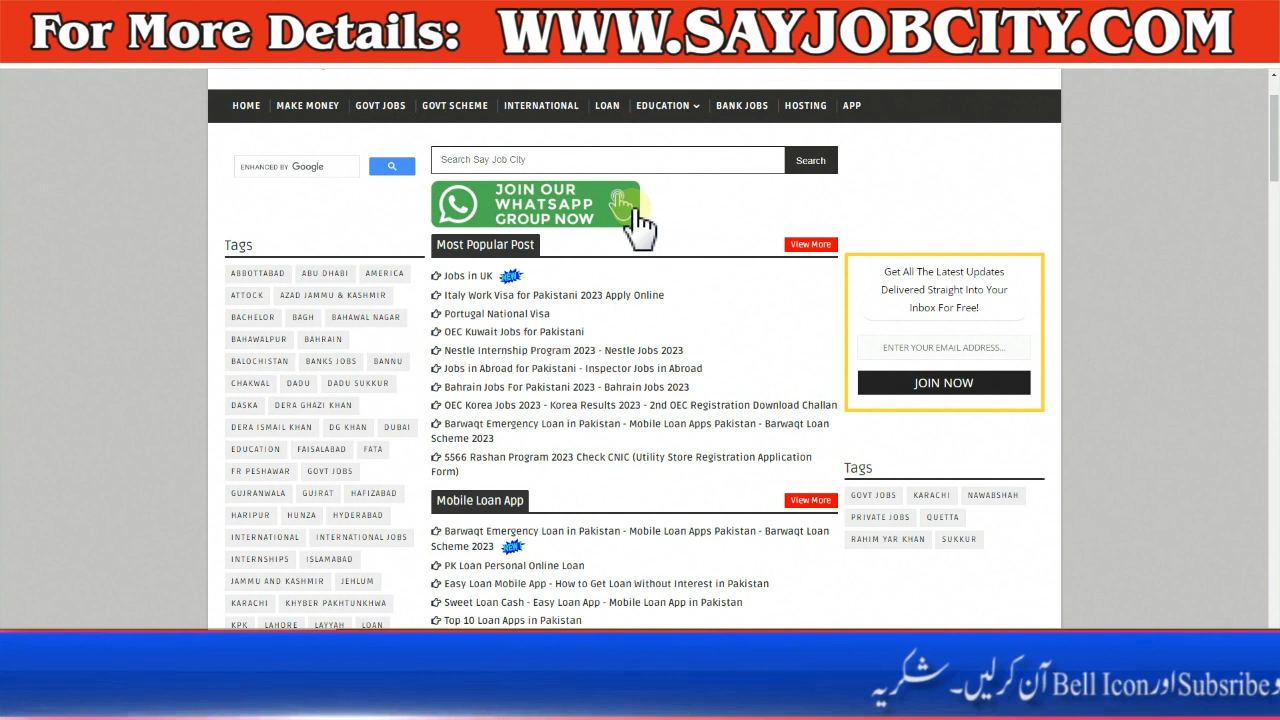 For More Details: WWW.SAYJOBCITY.COM
HOME MAKE MONEY GOVT JOBS GOVT SCHEME INTERNATIONAL LOAN EDUCATION BANK JOBS HOSTING APP
ENHANCED BY Google
Search Say Job City Search
JOIN OUR
WHATSAPP
GROUP NOW
Tags
ABBOTTABAD ABU DHABI AMERICA
ATTOCK AZAD JAMMU & KASHMIR
BACHELOR BAGH BAHAWAL NAGAR
BAHAWALPUR BAHRAIN
BALOCHISTAN BANKS JOBS BANNU
CHAKWAL DADU DADU SUKKUR
DASKA DERA GHAZI KHAN
DERA ISMAIL KHAN DG KHAN DUBAI
EDUCATION FAISALABAD FATA
FR PESHAWAR GOVT JOBS
GUJRANWALA GUJRAT HAFIZABAD
HARIPUR HUNZA HYDERABAD
INTERNATIONAL INTERNATIONAL JOBS
INTERNSHIPS ISLAMABAD
JAMMU AND KASHMIR JEHLUM
KARACHI KHYBER PAKHTUNKHWA
KPK LAHORE LAYYAH LOAN
Most Popular Post View More
Jobs in UK NEW
Italy Work Visa for Pakistani 2023 Apply Online
Portugal National Visa
OEC Kuwait Jobs for Pakistani
Nestle Internship Program 2023 - Nestle Jobs 2023
Jobs in Abroad for Pakistani - Inspector Jobs in Abroad
Bahrain Jobs For Pakistani 2023 - Bahrain Jobs 2023
OEC Korea Jobs 2023 - Korea Results 2023 - 2nd OEC Registration Download Challan
Barwaqt Emergency Loan in Pakistan - Mobile Loan Apps Pakistan - Barwaqt Loan
Scheme 2023
5566 Rashan Program 2023 Check CNIC (Utility Store Registration Application
Form)
Mobile Loan App View More
Barwaqt Emergency Loan in Pakistan - Mobile Loan Apps Pakistan - Barwaqt Loan
Scheme 2023 NEW
PK Loan Personal Online Loan
Easy Loan Mobile App - How to Get Loan Without Interest in Pakistan
Sweet Loan Cash - Easy Loan App - Mobile Loan App in Pakistan
Top 10 Loan Apps in Pakistan
Get All The Latest Updates
Delivered Straight Into Your
Inbox For Free!
ENTER YOUR EMAIL ADDRESS...
JOIN NOW
Tags
GOVT JOBS KARACHI NAWABSHAH
PRIVATE JOBS QUETTA
RAHIM YAR KHAN SUKKUR
Subsribe اور Bell Icon آن کرلیں۔ شکریہ